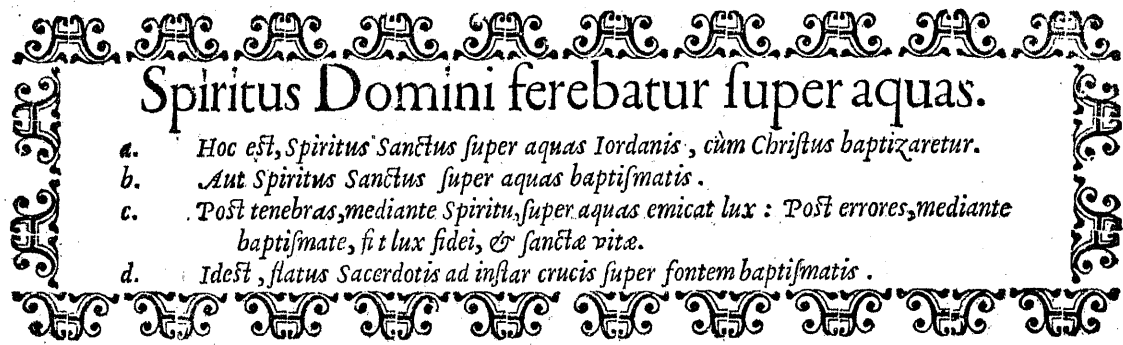 Spiritus Domini ferebatur ſuper aquas.
a. Hoc eſt, Spiritus Sanctus ſuper aquas Iordanis, cùm Chriſtus baptizaretur.
b. Aut Spiritus Sanctus ſuper aquas baptiſmatis.
c. Poſt tenebras, mediante Spiritu, ſuper aquas emicat lux : Poſt errores, mediante
baptiſmate, fit lux fidei, & ſanctæ vitæ.
d. Ideſt, flatus Sacerdotis ad inſtar crucis ſuper fontem baptiſmatis.